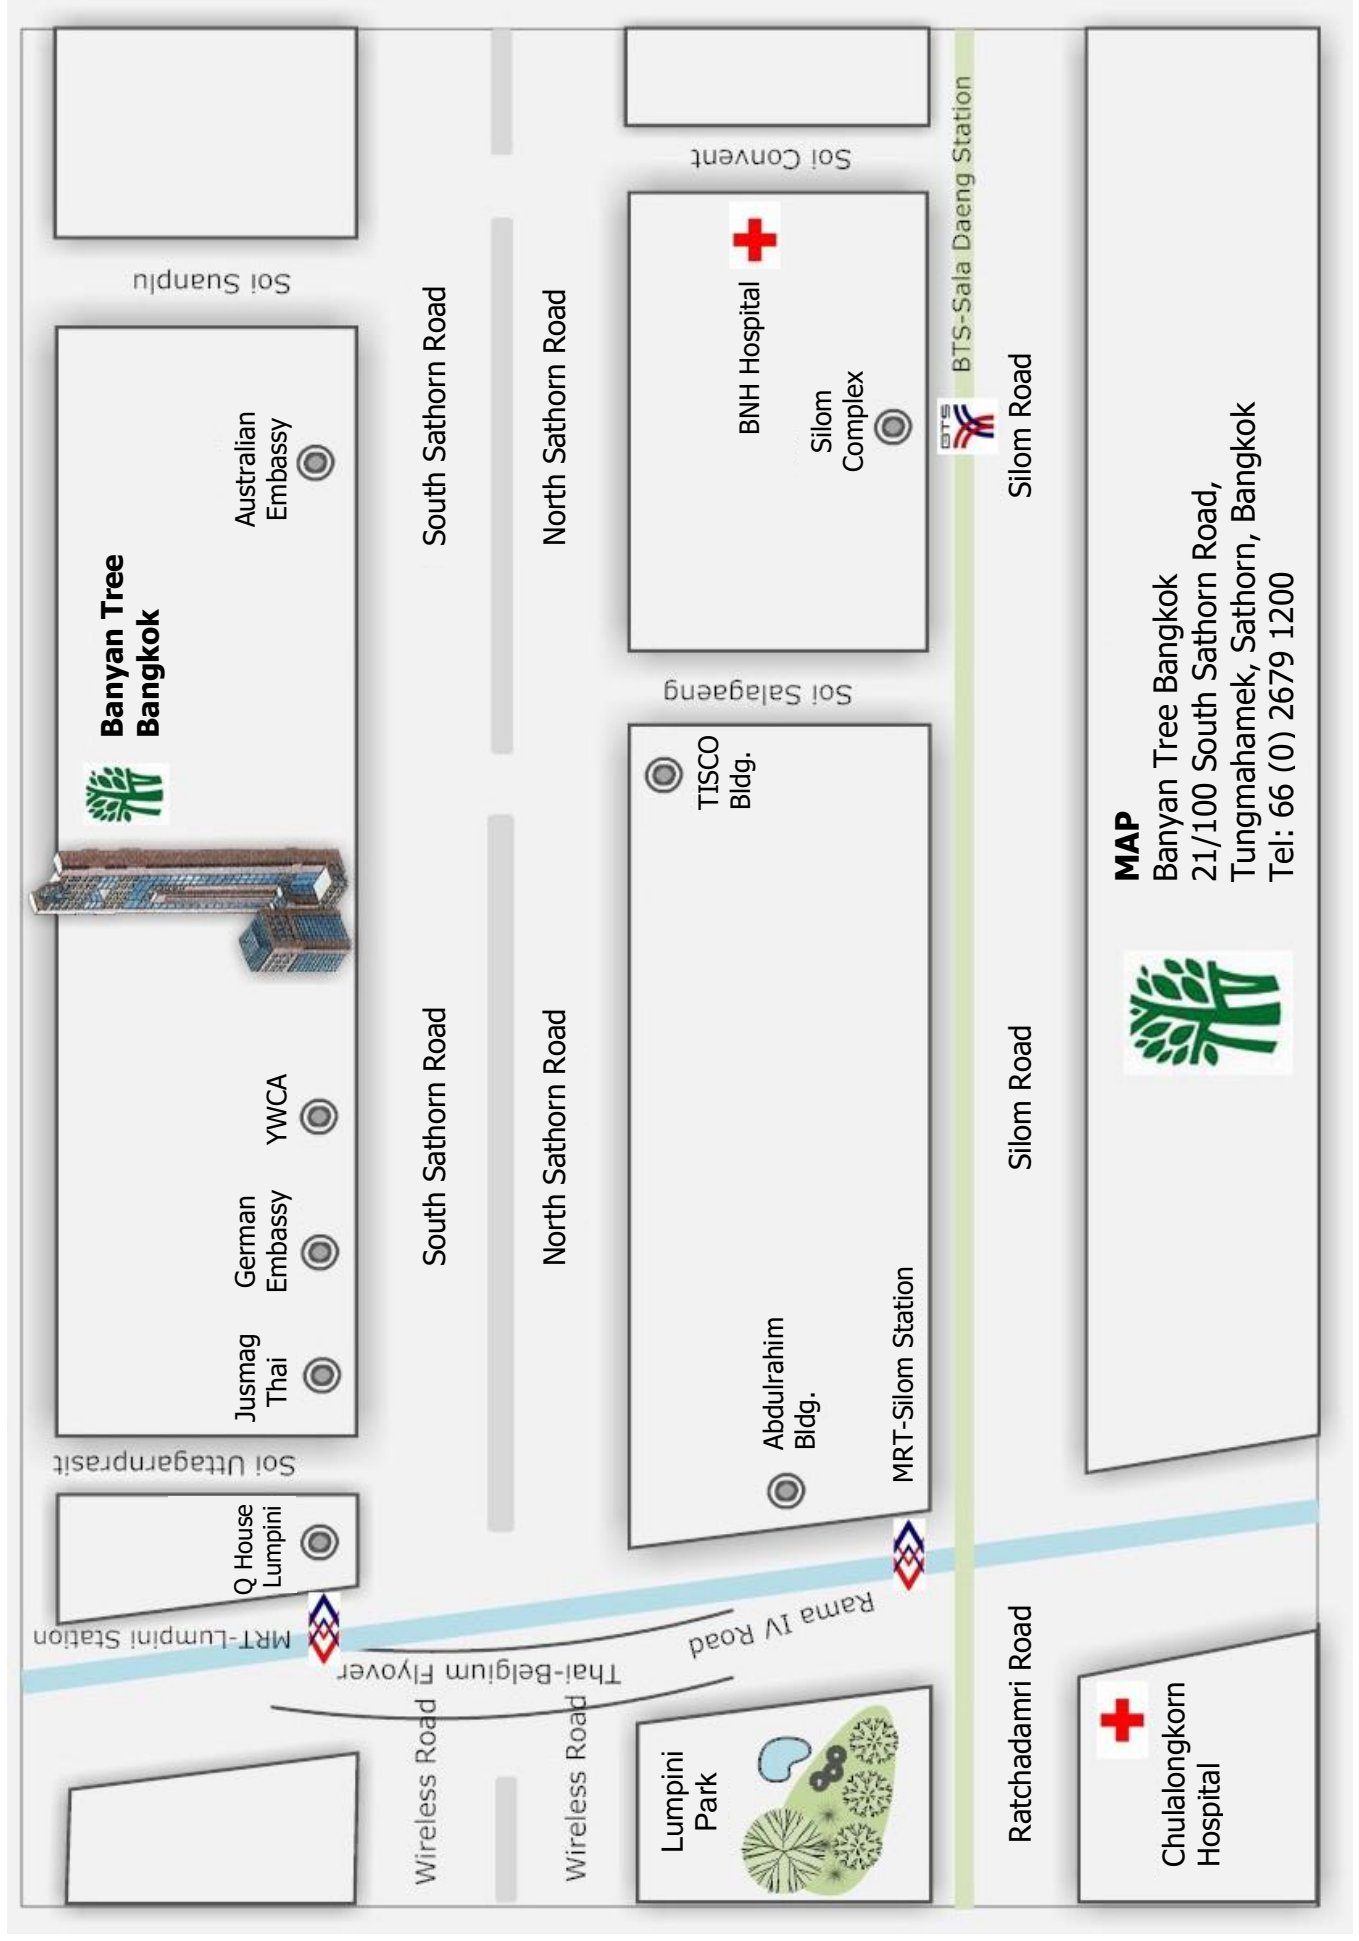 Banyan Tree
Bangkok
Soi Suanplu
Australian
Embassy
YWCA
German
Embassy
Jusmag
Thai
Soi Uttagarnprasit
Q House
Lumpini
MRT-Lumpini Station
South Sathorn Road
South Sathorn Road
North Sathorn Road
North Sathorn Road
Thai-Belgium Flyover
Wireless Road
Wireless Road
Rama IV Road
Soi Convent
BNH Hospital
Silom
Complex
Soi Salagaeng
TISCO
Bldg.
Abdulrahim
Bldg.
MRT-Silom Station
Lumpini
Park
BTS-Sala Daeng Station
BTS
Silom Road
Silom Road
Ratchadamri Road
Chulalongkorn
Hospital
MAP
Banyan Tree Bangkok
21/100 South Sathorn Road,
Tungmahamek, Sathorn, Bangkok
Tel: 66 (0) 2679 1200